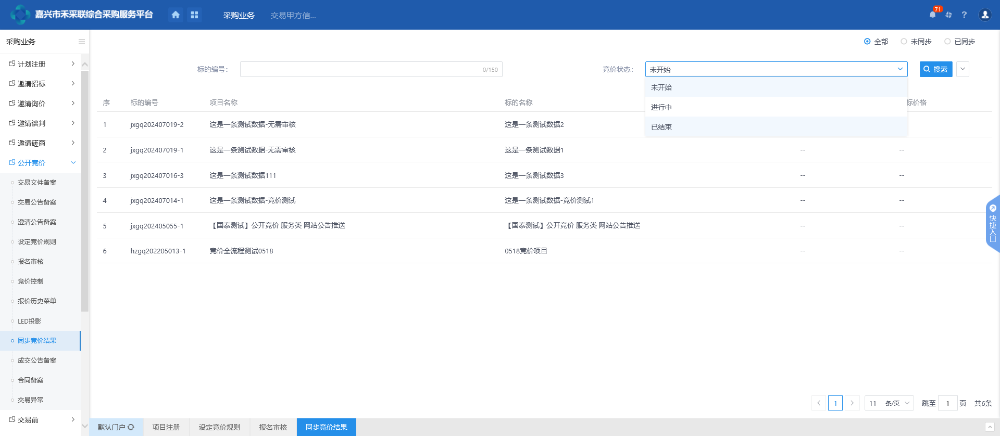 嘉兴市禾采联综合采购服务平台
采购业务
交易甲方信...
71
采购业务
全部
未同步
已同步
计划注册
邀请招标
邀请询价
邀请谈判
邀请磋商
公开竞价
交易文件备案
交易公告备案
澄清公告备案
设定竞价规则
报名审核
竞价控制
报价历史菜单
LED投影
同步竞价结果
成交公告备案
合同备案
交易异常
交易前
标的编号：
0/150
竞价状态：
未开始
搜索
未开始
进行中
已结束
序 标的编号 项目名称 标的名称 标价格
1 jxgq202407019-2 这是一条测试数据-无需审核 这是一条测试数据2
2 jxgq202407019-1 这是一条测试数据-无需审核 这是一条测试数据1 -- --
3 jxgq202407016-3 这是一条测试数据111 这是一条测试数据3 -- --
4 jxgq202407014-1 这是一条测试数据-竞价测试 这是一条测试数据-竞价测试1 -- --
5 jxgq202405055-1 【国泰测试】公开竞价 服务类 网站公告推送 【国泰测试】公开竞价 服务类 网站公告推送 -- --
6 hzgq202205013-1 竞价全流程测试0518 0518竞价项目 -- --
快捷入口
1
11 条/页
跳至 1 页 共6条
默认门户
项目注册
设定竞价规则
报名审核
同步竞价结果